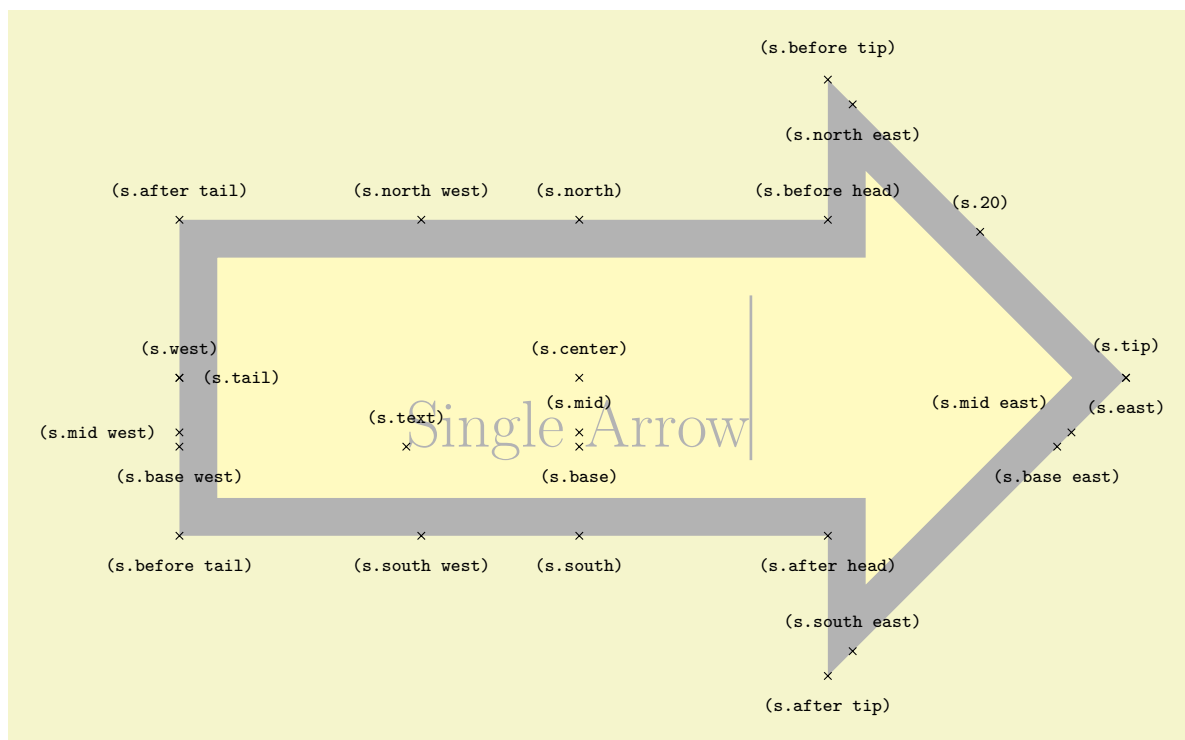 (s.before tip)
(s.north east)
(s.after tail) (s.north west) (s.north) (s.before head)
(s.20)
(s.west) (s.center) (s.tip)
(s.tail)
(s.mid) (s.mid east) (s.east)
(s.text)
Single Arrow
(s.mid west)
(s.base west) (s.base) (s.base east)
(s.before tail) (s.south west) (s.south) (s.after head)
(s.south east)
(s.after tip)